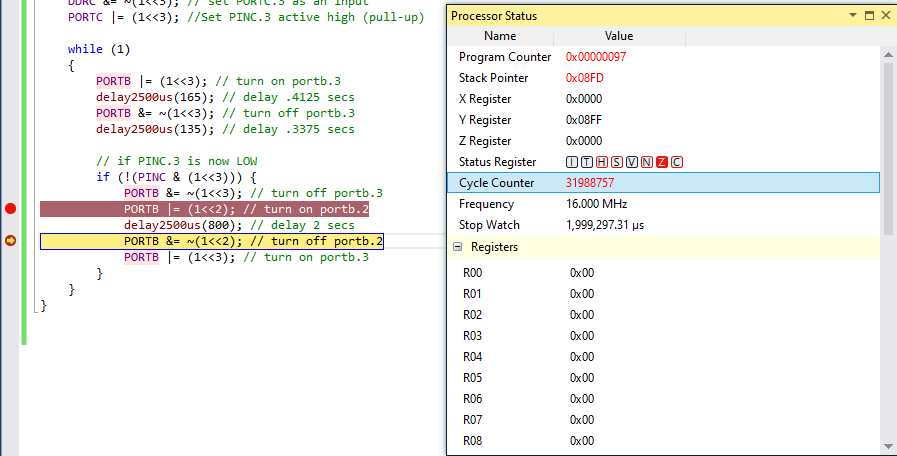 DDRC &= ~(1<<3); // set PORTC.3 as an input
PORTC |= (1<<3); //Set PINC.3 active high (pull-up)
while (1)
{
PORTB |= (1<<3); // turn on portb.3
delay2500us(165); // delay .4125 secs
PORTB &= ~(1<<3); // turn off portb.3
delay2500us(135); // delay .3375 secs
// if PINC.3 is now LOW
if (!(PINC & (1<<3))) {
PORTB &= ~(1<<3); // turn off portb.3
PORTB |= (1<<2); // turn on portb.2
delay2500us(800); // delay 2 secs
PORTB &= ~(1<<2); // turn off portb.2
PORTB |= (1<<3); // turn on portb.3
}
}
}
Processor Status
Name Value
Program Counter 0x00000097
Stack Pointer 0x08FD
X Register 0x0000
Y Register 0x08FF
Z Register 0x0000
Status Register I T H S V N Z C
Cycle Counter 31988757
Frequency 16.000 MHz
Stop Watch 1,999,297.31 µs
Registers
R00 0x00
R01 0x00
R02 0x00
R03 0x00
R04 0x00
R05 0x00
R06 0x00
R07 0x00
R08 0x00